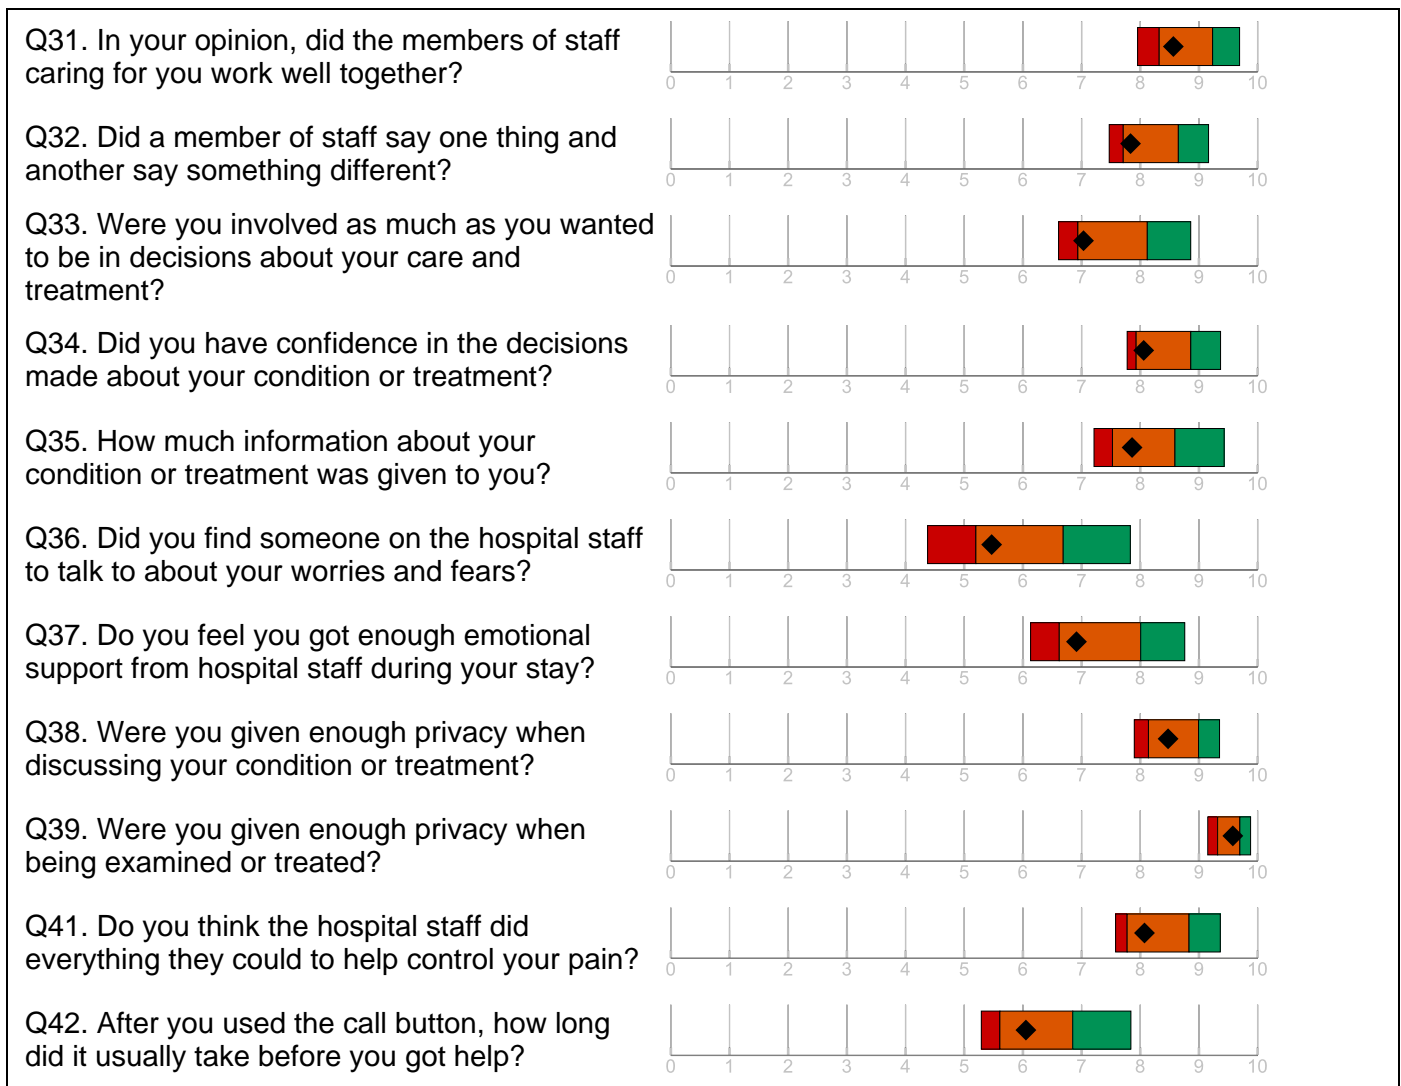 Q31. In your opinion, did the members of staff
caring for you work well together?
0 1 2 3 4 5 6 7 8 9 10
Q32. Did a member of staff say one thing and
another say something different?
0 1 2 3 4 5 6 7 8 9 10
Q33. Were you involved as much as you wanted
to be in decisions about your care and
treatment?
0 1 2 3 4 5 6 7 8 9 10
Q34. Did you have confidence in the decisions
made about your condition or treatment?
0 1 2 3 4 5 6 7 8 9 10
Q35. How much information about your
condition or treatment was given to you?
0 1 2 3 4 5 6 7 8 9 10
Q36. Did you find someone on the hospital staff
to talk to about your worries and fears?
0 1 2 3 4 5 6 7 8 9 10
Q37. Do you feel you got enough emotional
support from hospital staff during your stay?
0 1 2 3 4 5 6 7 8 9 10
Q38. Were you given enough privacy when
discussing your condition or treatment?
0 1 2 3 4 5 6 7 8 9 10
Q39. Were you given enough privacy when
being examined or treated?
0 1 2 3 4 5 6 7 8 9 10
Q41. Do you think the hospital staff did
everything they could to help control your pain?
0 1 2 3 4 5 6 7 8 9 10
Q42. After you used the call button, how long
did it usually take before you got help?
0 1 2 3 4 5 6 7 8 9 10